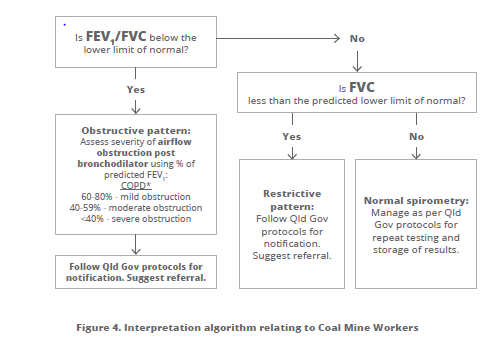 Is FEV₁/FVC below the
lower limit of normal?
No
Yes
Is FVC
less than the predicted lower limit of normal?
Obstructive pattern:
Assess severity of airflow
obstruction post
bronchodilator using % of
predicted FEV₁:
COPD*
60-80% - mild obstruction
40-59% - moderate obstruction
<40% - severe obstruction
Yes
No
Restrictive
pattern:
Follow Qld Gov
protocols for
notification.
Suggest referral.
Normal spirometry:
Manage as per Qld
Gov protocols for
repeat testing and
storage of results.
Follow Qld Gov protocols for
notification. Suggest referral.
Figure 4. Interpretation algorithm relating to Coal Mine Workers